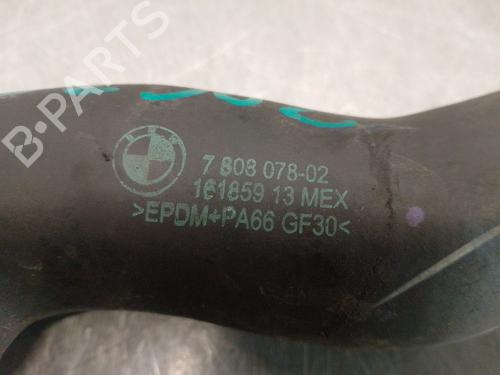 B-PARTS
7 808 078-02
161859 13 MEX
>EPDM+PA66 GF30<